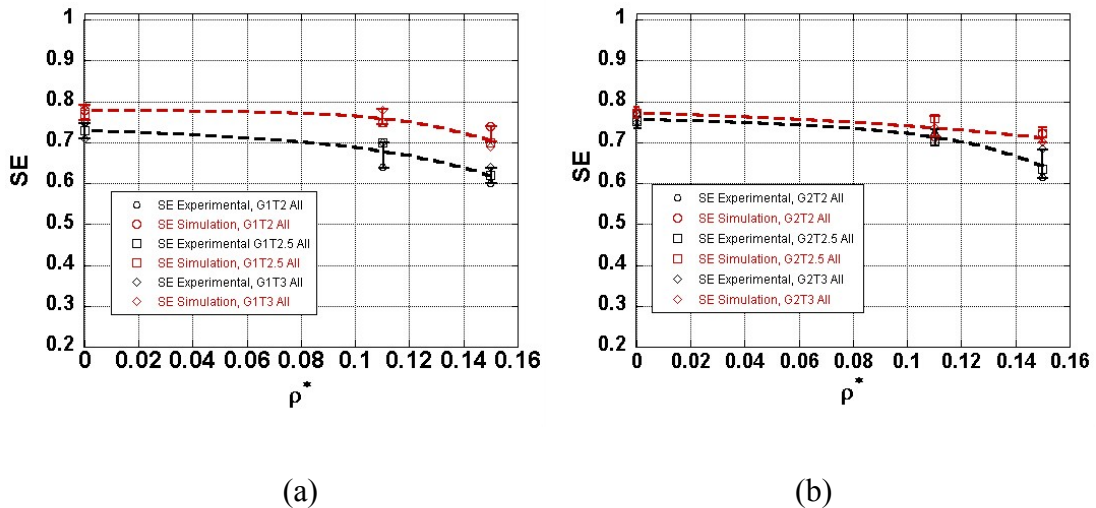 1
0.9
0.8
0.7
0.6
0.5
0.4
0.3
0.2
SE
SE Experimental, G1T2 All
SE Simulation, G1T2 All
SE Experimental G1T2.5 All
SE Simulation, G1T2.5 All
SE Experimental, G1T3 All
SE Simulation, G1T3 All
0 0.02 0.04 0.06 0.08 0.1 0.12 0.14 0.16
ρ*
(a)
1
0.9
0.8
0.7
0.6
0.5
0.4
0.3
0.2
SE
SE Experimental, G2T2 All
SE Simulation, G2T2 All
SE Experimental, G2T2.5 All
SE Simulation, G2T2.5 All
SE Experimental, G2T3 All
SE Simulation, G2T3 All
0 0.02 0.04 0.06 0.08 0.1 0.12 0.14 0.16
ρ*
(b)